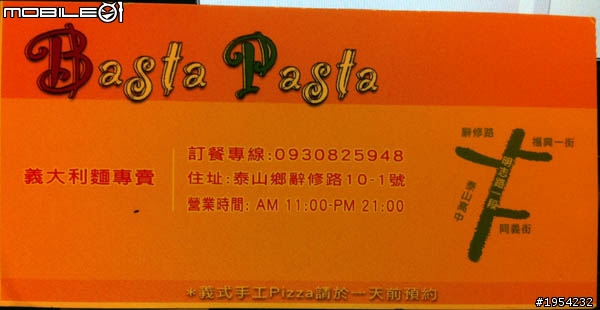 MOBILE01
Basta Pasta
義大利麵專賣
訂餐專線:0930825948
住址:泰山鄉辭修路10-1號
營業時間: AM 11:00-PM 21:00
辭修路
福興一街
明志路二段
泰山高中
同義街
*義式手工Pizza請於一天前預約
#1954232